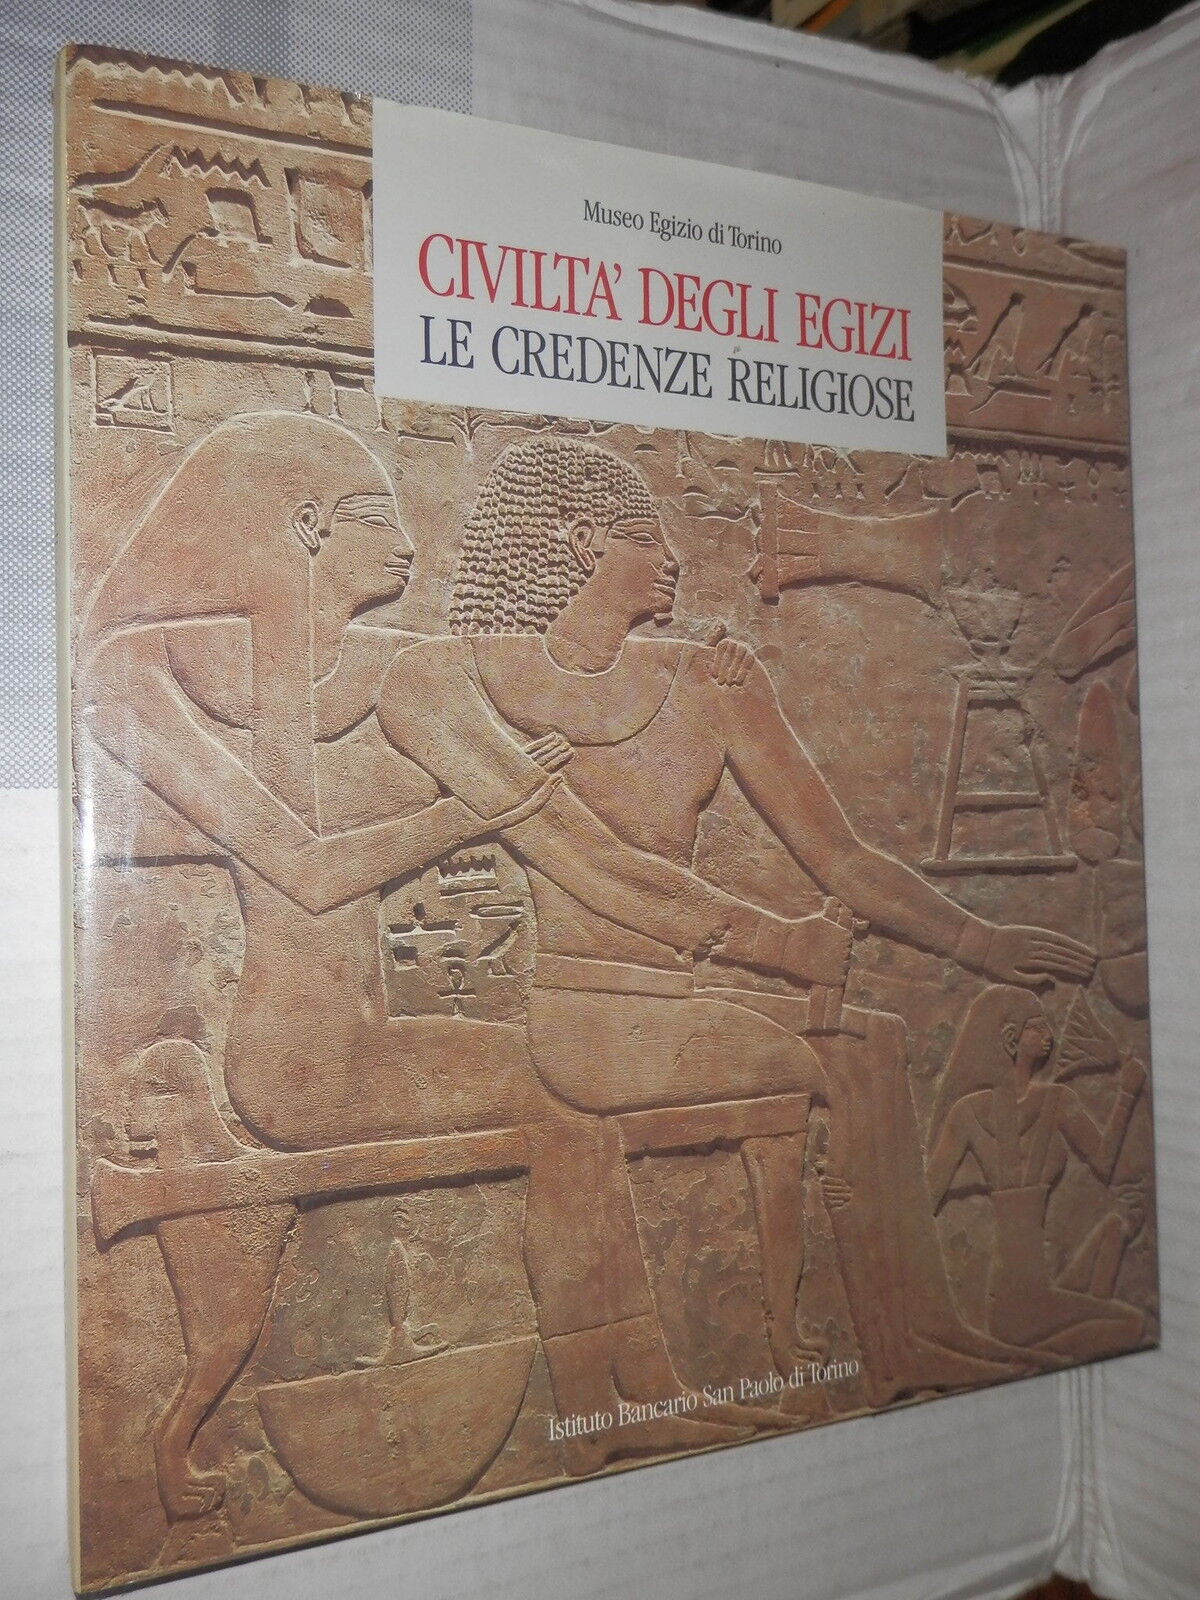 Museo Egizio di Torino
CIVILTA' DEGLI EGIZI
LE CREDENZE RELIGIOSE
Istituto Bancario San Paolo di Torino